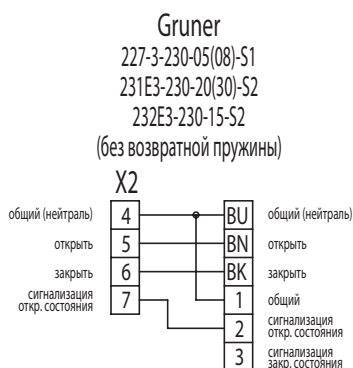 Gruner
227-3-230-05(08)-S1
231E3-230-20(30)-S2
232E3-230-15-S2
(без возвратной пружины)
X2
общий (нейтраль) 4 BU общий (нейтраль)
открыть 5 BN открыть
закрыть 6 BK закрыть
сигнализация
откр. состояния 7 1 общий
2 сигнализация
откр. состояния
3 сигнализация
закр. состояния